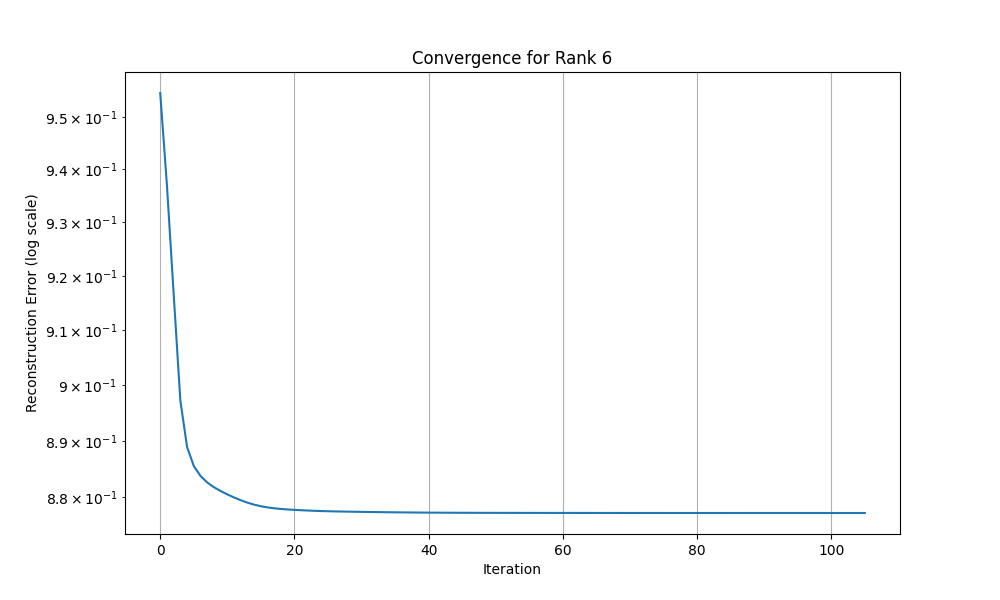 Convergence for Rank 6
Reconstruction Error (log scale)
9.5 × 10⁻¹
9.4 × 10⁻¹
9.3 × 10⁻¹
9.2 × 10⁻¹
9.1 × 10⁻¹
9 × 10⁻¹
8.9 × 10⁻¹
8.8 × 10⁻¹
0 20 40 60 80 100
Iteration